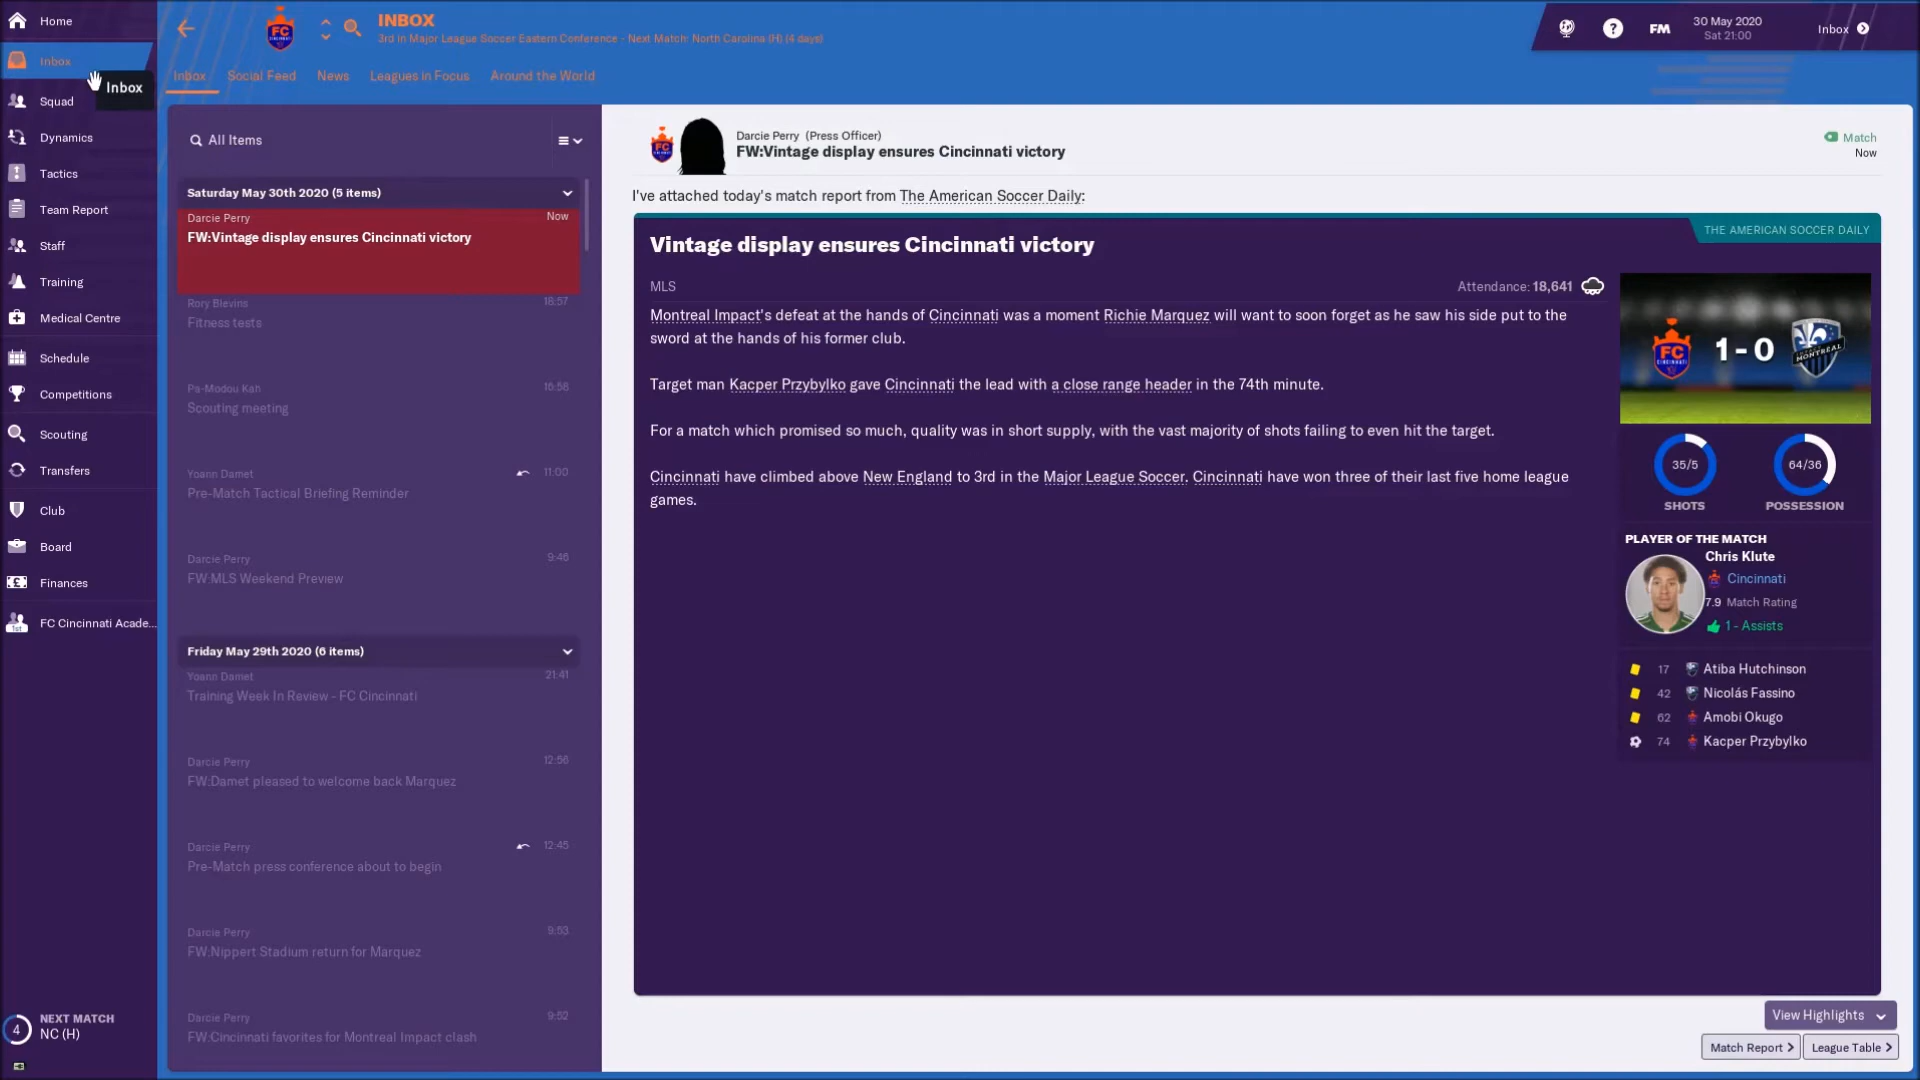 Home
Inbox
Inbox
Squad
Dynamics
Tactics
Team Report
Staff
Training
Medical Centre
Schedule
Competitions
Scouting
Transfers
Club
Board
Finances
1st
FC Cincinnati Acade...
4
NEXT MATCH
NC (H)
FC
CINCINNATI
INBOX
3rd in Major League Soccer Eastern Conference - Next Match: North Carolina (H) (4 days)
FM
30 May 2020
Sat 21:00
Inbox
Inbox
Social Feed
News
Leagues in Focus
Around the World
All Items
Saturday May 30th 2020 (5 items)
Darcie Perry
Now
FW:Vintage display ensures Cincinnati victory
Rory Blevins
18:57
Fitness tests
Pa-Modou Kah
16:58
Scouting meeting
Yoann Damet
11:00
Pre-Match Tactical Briefing Reminder
Darcie Perry
9:46
FW:MLS Weekend Preview
Friday May 29th 2020 (6 items)
Yoann Damet
21:41
Training Week In Review - FC Cincinnati
Darcie Perry
12:56
FW:Damet pleased to welcome back Marquez
Darcie Perry
12:45
Pre-Match press conference about to begin
Darcie Perry
9:53
FW:Nippert Stadium return for Marquez
Darcie Perry
9:52
FW:Cincinnati favorites for Montreal Impact clash
FC
Darcie Perry (Press Officer)
FW:Vintage display ensures Cincinnati victory
Match
Now
I've attached today's match report from The American Soccer Daily:
THE AMERICAN SOCCER DAILY
Vintage display ensures Cincinnati victory
MLS
Attendance: 18,641
Montreal Impact's defeat at the hands of Cincinnati was a moment Richie Marquez will want to soon forget as he saw his side put to the
sword at the hands of his former club.
Target man Kacper Przybylko gave Cincinnati the lead with a close range header in the 74th minute.
For a match which promised so much, quality was in short supply, with the vast majority of shots failing to even hit the target.
Cincinnati have climbed above New England to 3rd in the Major League Soccer. Cincinnati have won three of their last five home league
games.
FC
CINCINNATI
1 - 0
MONTREAL
35/5
SHOTS
64/36
POSSESSION
PLAYER OF THE MATCH
Chris Klute
Cincinnati
7.9 Match Rating
1 - Assists
17 Atiba Hutchinson
42 Nicolás Fassino
62 Amobi Okugo
74 Kacper Przybylko
View Highlights
Match Report
League Table